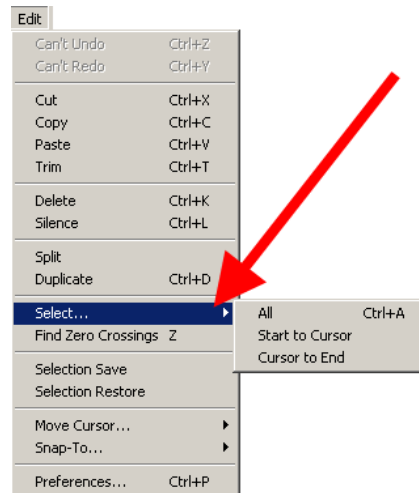 Edit
Can't Undo Ctrl+Z
Can't Redo Ctrl+Y
Cut Ctrl+X
Copy Ctrl+C
Paste Ctrl+V
Trim Ctrl+T
Delete Ctrl+K
Silence Ctrl+L
Split
Duplicate Ctrl+D
Select... All Ctrl+A
Find Zero Crossings Z Start to Cursor
Cursor to End
Selection Save
Selection Restore
Move Cursor...
Snap-To...
Preferences... Ctrl+P